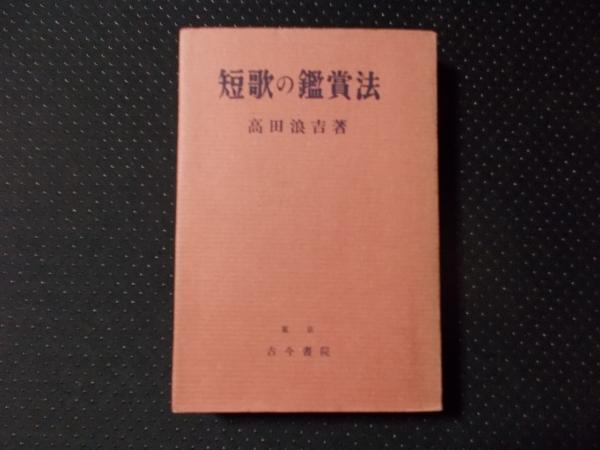 短歌の鑑賞法
高田浪吉著
東京
古今書院